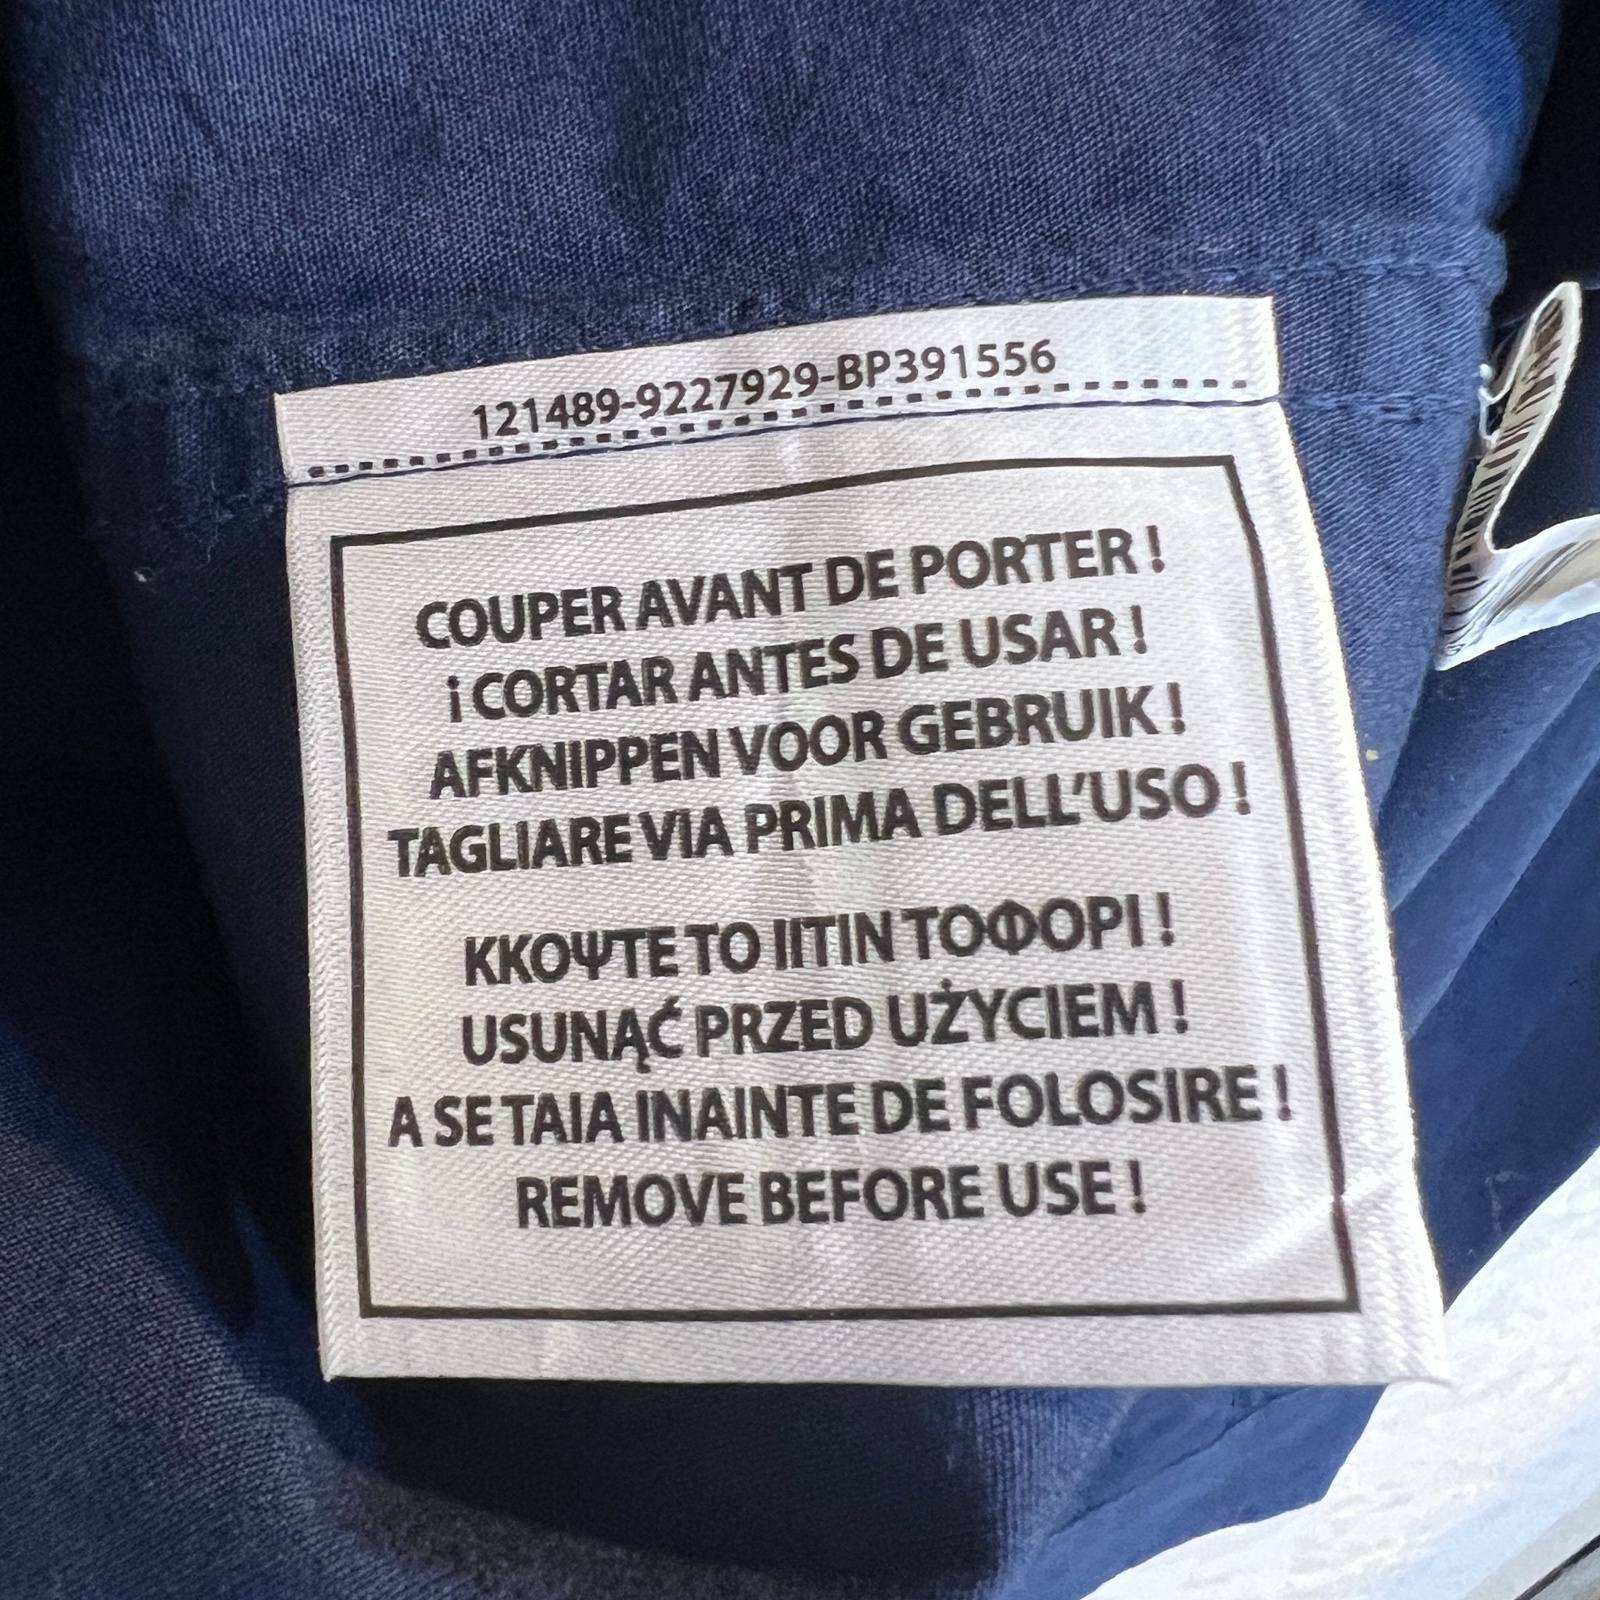 121489-9227929-BP391556
COUPER AVANT DE PORTER !
¡ CORTAR ANTES DE USAR !
AFKNIPPEN VOOR GEBRUIK !
TAGLIARE VIA PRIMA DELL'USO !
ΚΚΟΨΤΕ ΤΟ ΙΙΤΙΝ ΤΟΦΟΡΙ !
USUNĄĆ PRZED UŻYCIEM !
A SE TAIA INAINTE DE FOLOSIRE !
REMOVE BEFORE USE !